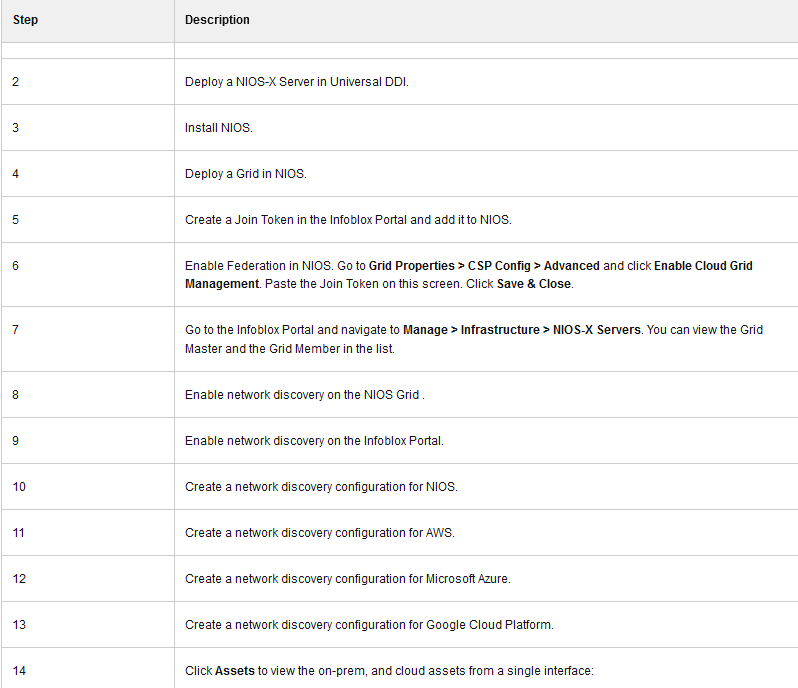 Step Description
2 Deploy a NIOS-X Server in Universal DDI.
3 Install NIOS.
4 Deploy a Grid in NIOS.
5 Create a Join Token in the Infoblox Portal and add it to NIOS.
6 Enable Federation in NIOS. Go to Grid Properties > CSP Config > Advanced and click Enable Cloud Grid
Management. Paste the Join Token on this screen. Click Save & Close.
7 Go to the Infoblox Portal and navigate to Manage > Infrastructure > NIOS-X Servers. You can view the Grid
Master and the Grid Member in the list.
8 Enable network discovery on the NIOS Grid .
9 Enable network discovery on the Infoblox Portal.
10 Create a network discovery configuration for NIOS.
11 Create a network discovery configuration for AWS.
12 Create a network discovery configuration for Microsoft Azure.
13 Create a network discovery configuration for Google Cloud Platform.
14 Click Assets to view the on-prem, and cloud assets from a single interface: